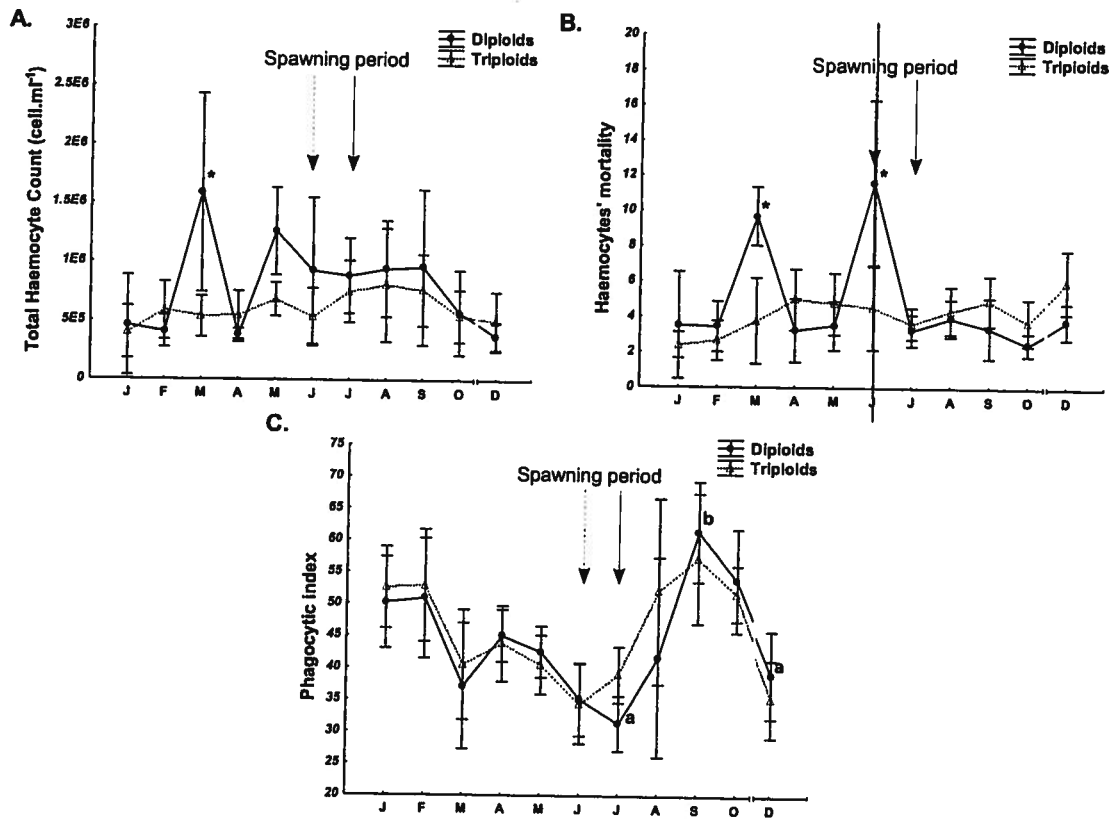 A.
Total Haemocyte Count (cell.ml⁻¹)
3E6
2.5E6
2E6
1.5E6
1E6
5E5
0
Spawning period
Diploids
Triploids
*
J F M A M J J A S O D
B.
Haemocytes' mortality
20
18
16
14
12
10
8
6
4
2
0
Spawning period
Diploids
Triploids
*
*
J F M A M J J A S O D
C.
Phagocytic index
75
70
65
60
55
50
45
40
35
30
25
20
Spawning period
Diploids
Triploids
b
a
a
J F M A M J J A S O D